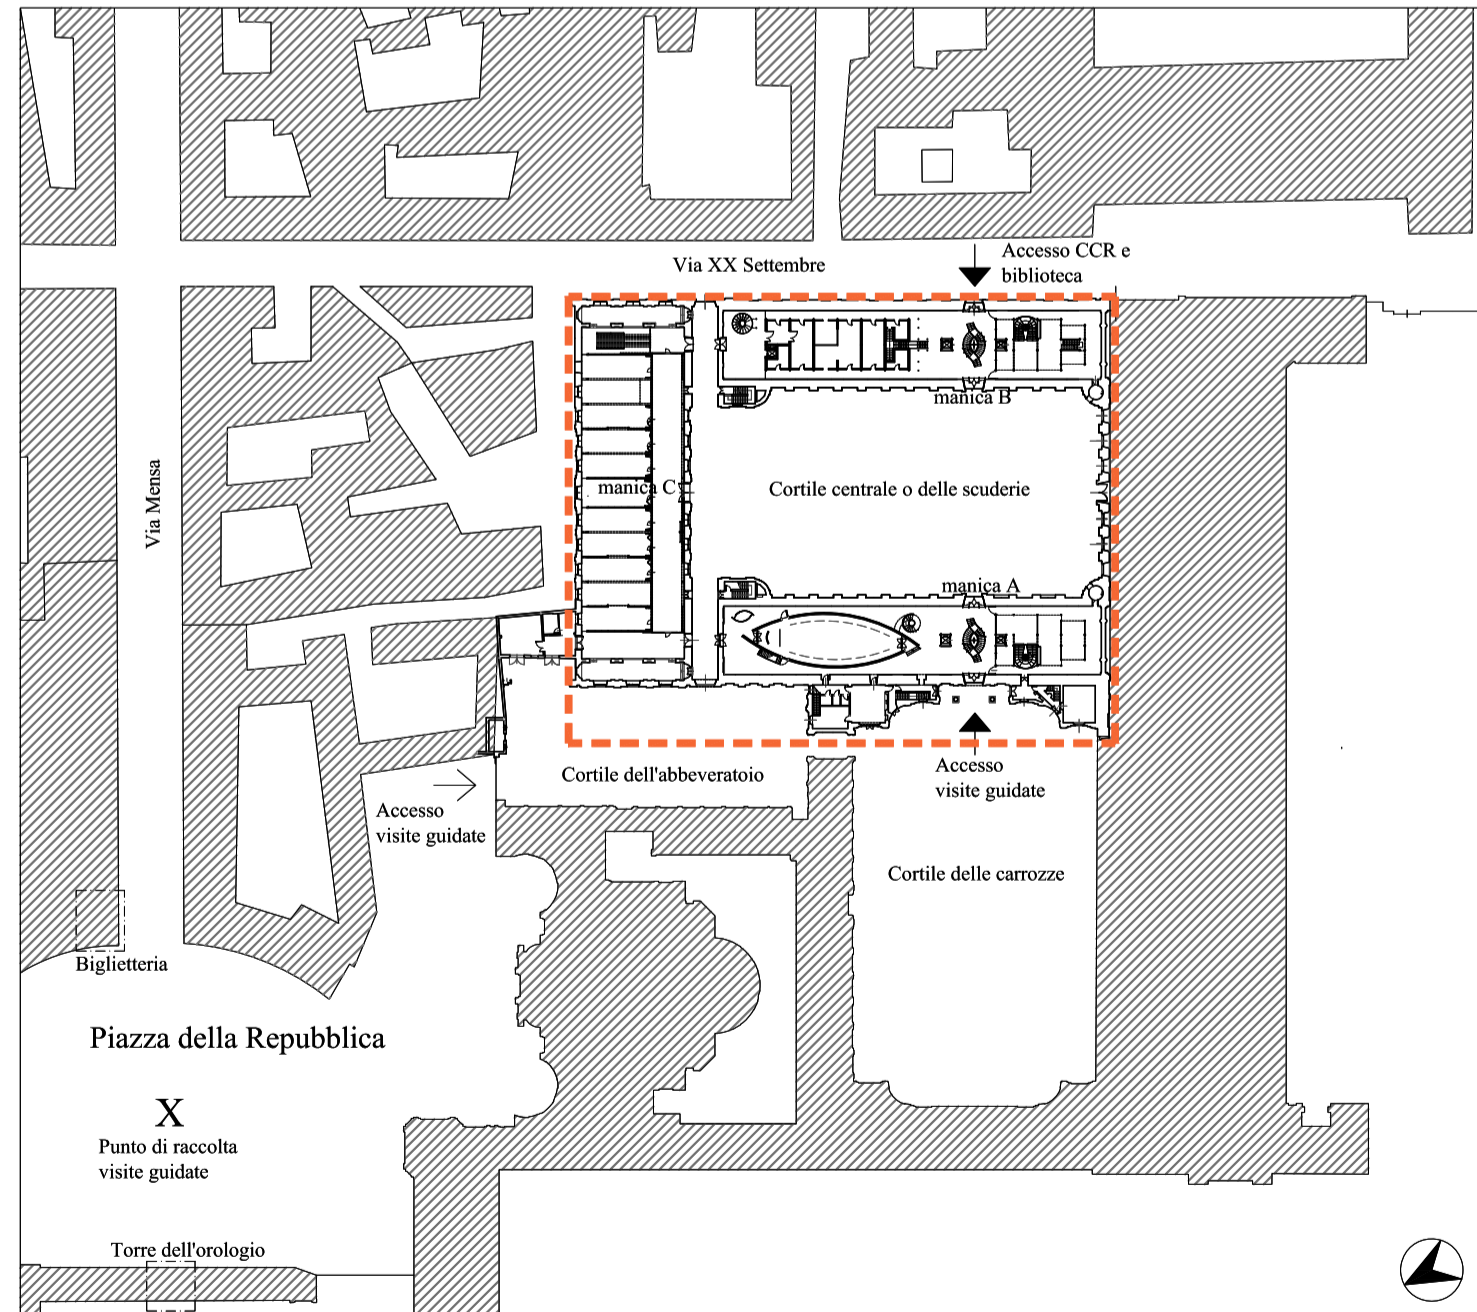 Via XX Settembre
Accesso CCR e
biblioteca
manica B
Via Mensa
manica C
Cortile centrale o delle scuderie
manica A
Cortile dell'abbeveratoio
Accesso
visite guidate
Accesso
visite guidate
Cortile delle carrozze
Biglietteria
Piazza della Repubblica
X
Punto di raccolta
visite guidate
Torre dell'orologio